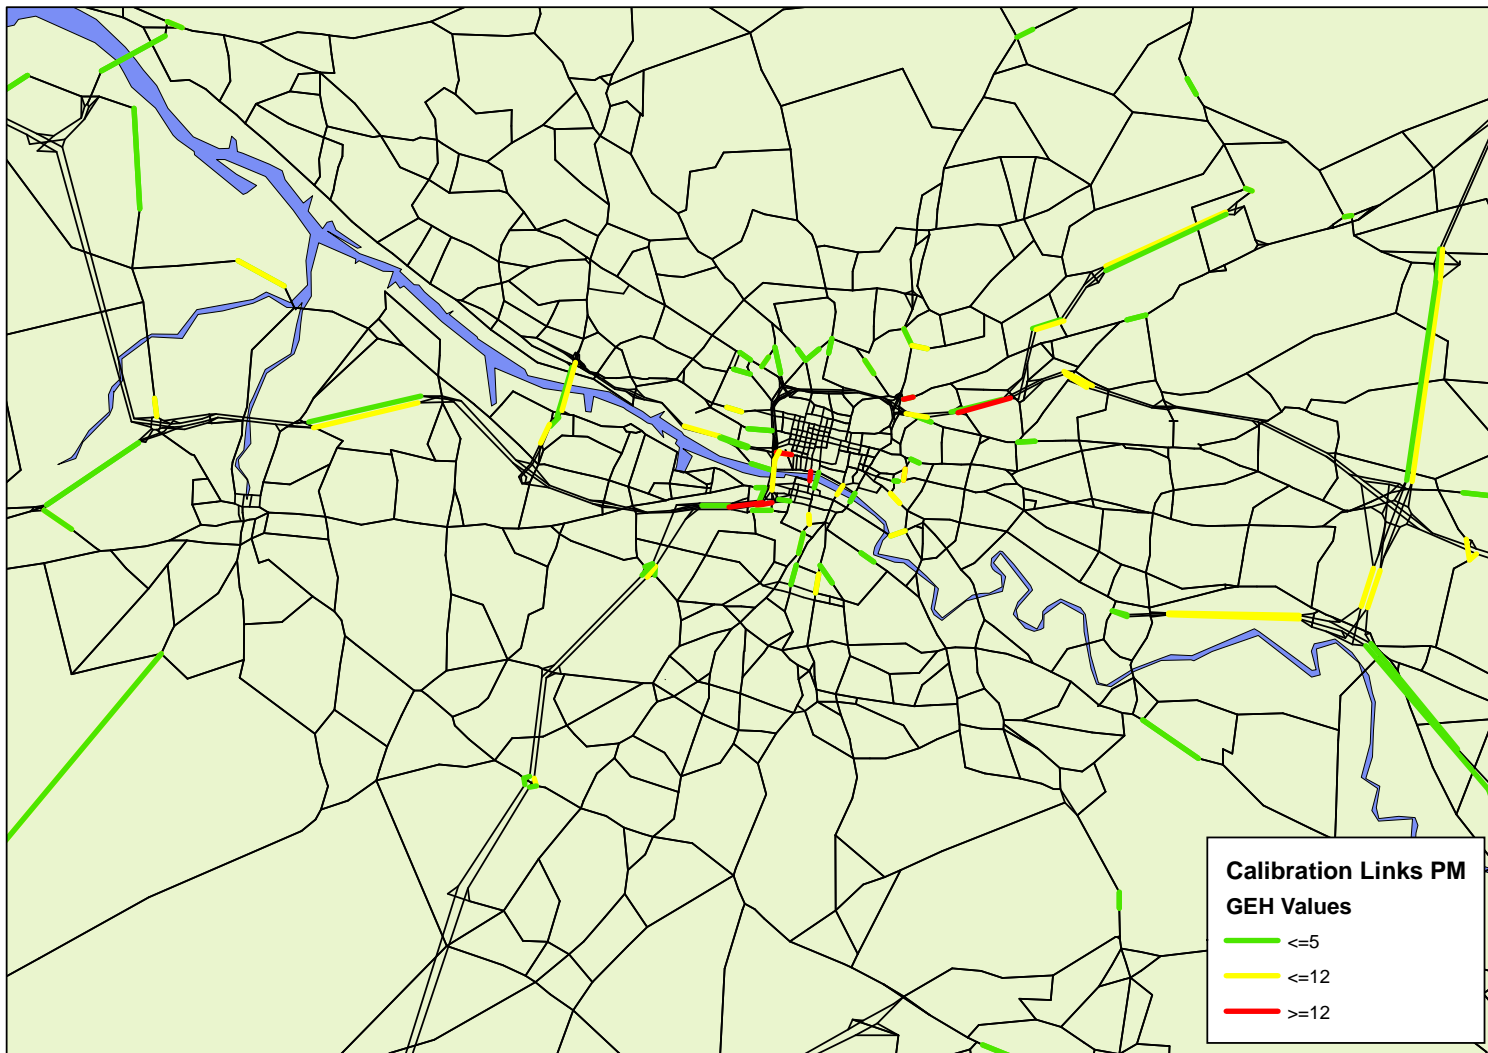 Calibration Links PM
GEH Values
<=5
<=12
>=12